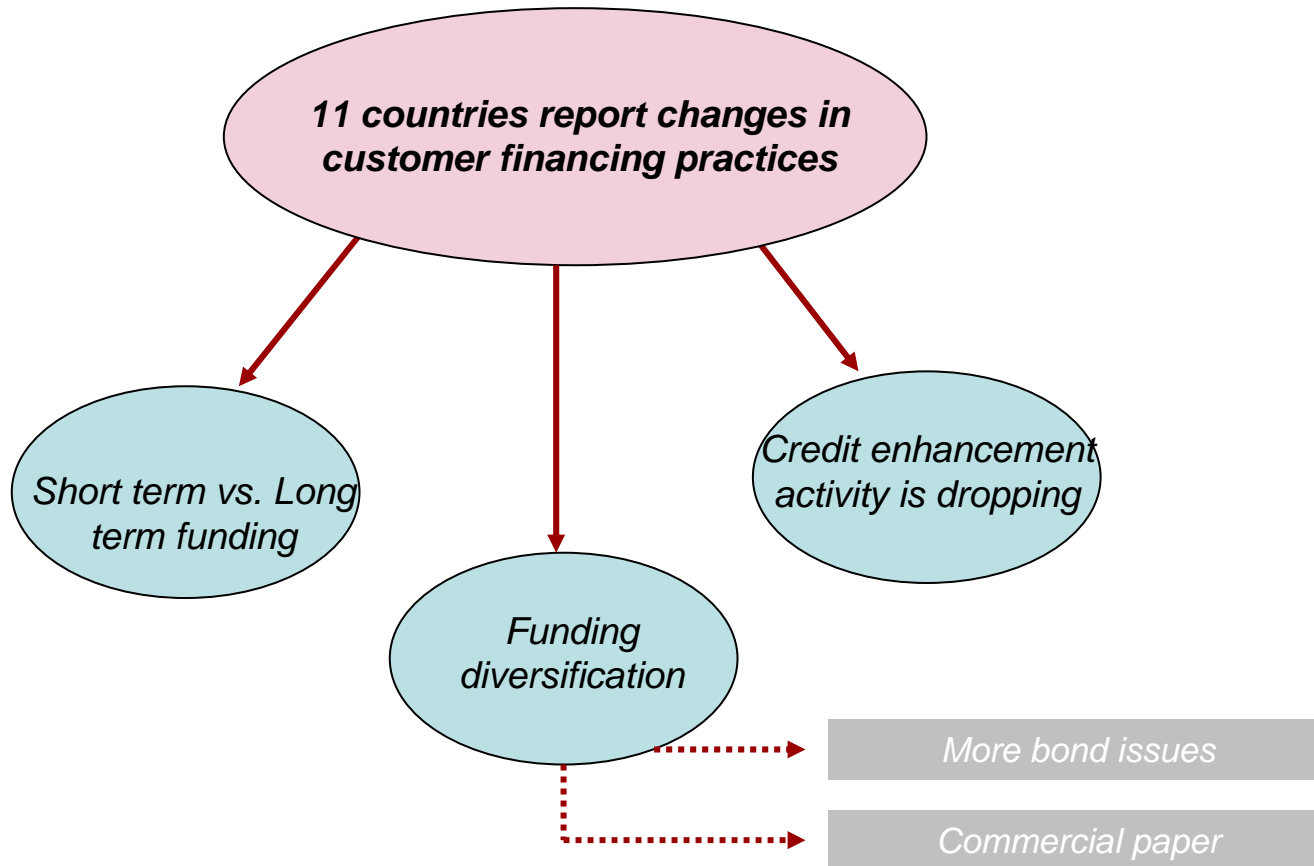 11 countries report changes in
customer financing practices
Short term vs. Long
term funding
Credit enhancement
activity is dropping
Funding
diversification
More bond issues
Commercial paper